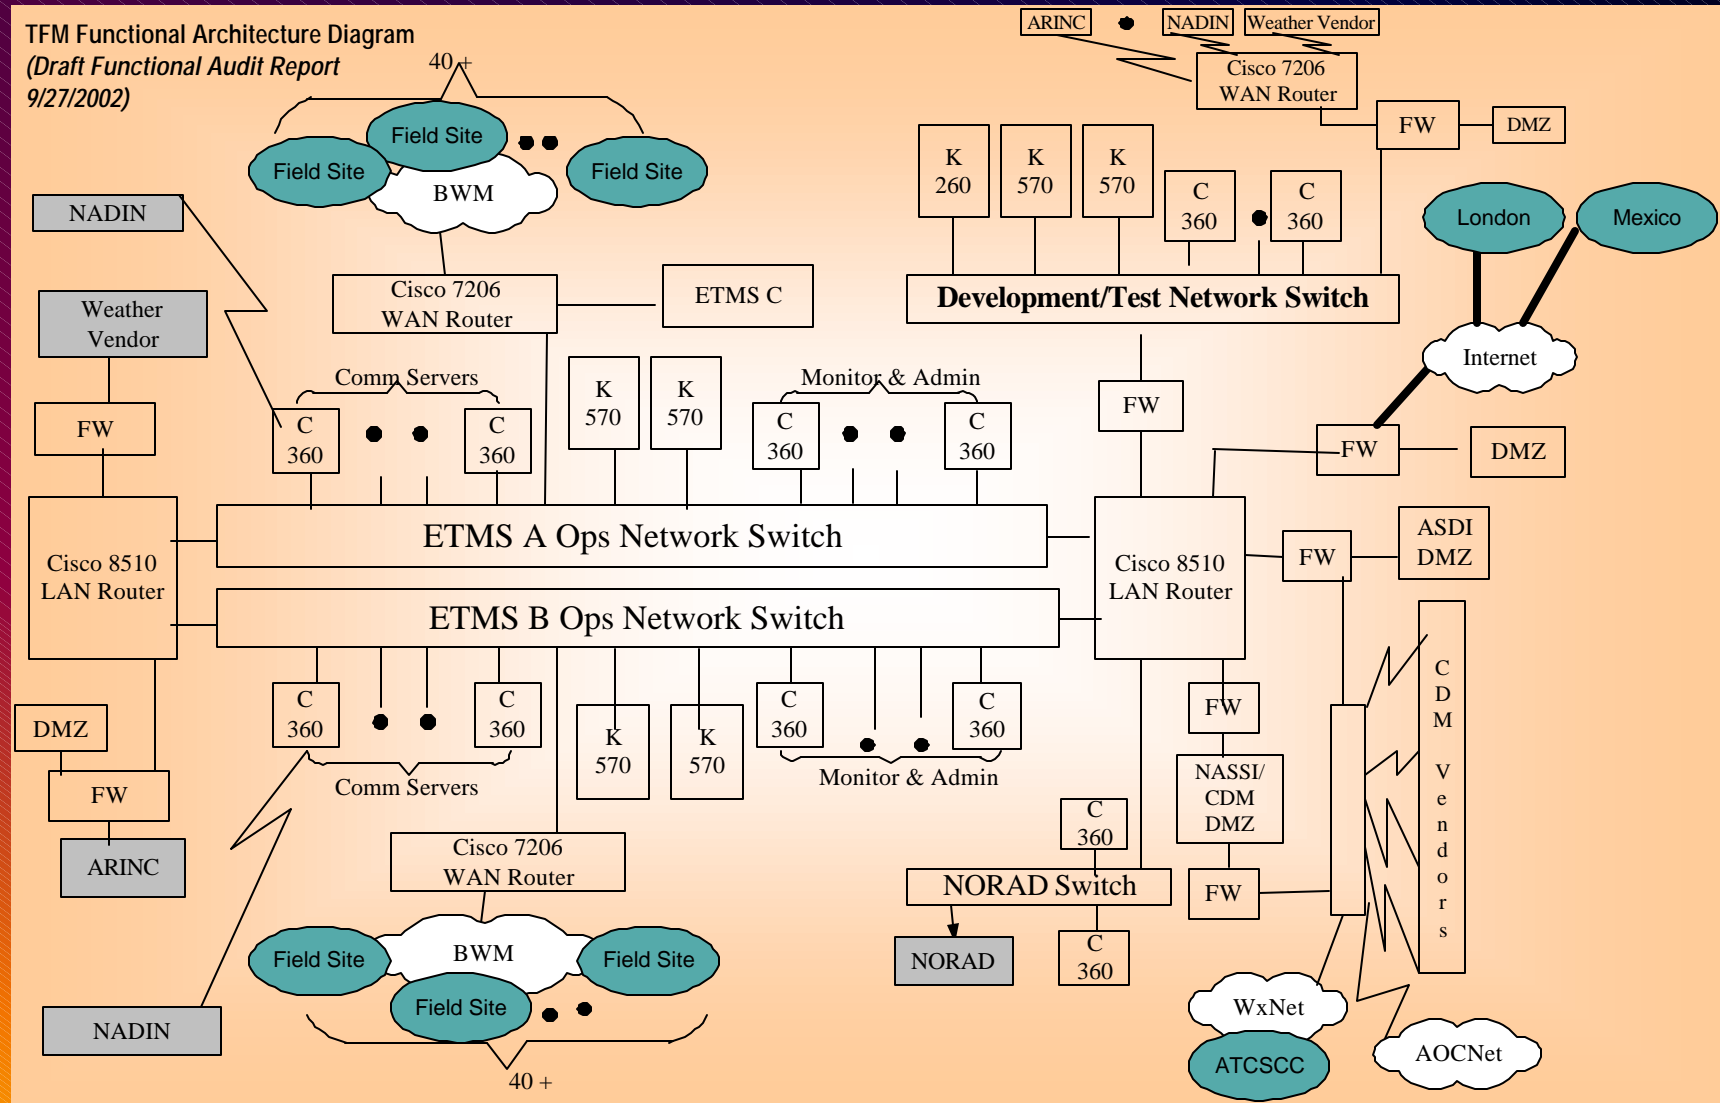 TFM Functional Architecture Diagram
(Draft Functional Audit Report
9/27/2002)
40 +
Field Site
Field Site
Field Site
BWM
ARINC
NADIN
Weather Vendor
Cisco 7206
WAN Router
FW
DMZ
K
260
K
570
K
570
C
360
C
360
Development/Test Network Switch
London
Mexico
Internet
FW
DMZ
NADIN
Weather
Vendor
FW
Cisco 7206
WAN Router
ETMS C
Comm Servers
C
360
C
360
K
570
K
570
Monitor & Admin
C
360
C
360
FW
Cisco 8510
LAN Router
ETMS A Ops Network Switch
ETMS B Ops Network Switch
Cisco 8510
LAN Router
FW
ASDI
DMZ
C
360
C
360
Comm Servers
K
570
K
570
C
360
C
360
Monitor & Admin
DMZ
FW
ARINC
Cisco 7206
WAN Router
BWM
Field Site
Field Site
Field Site
40 +
NADIN
C
360
NORAD Switch
NORAD
C
360
FW
NASSI/
CDM
DMZ
FW
C
D
M
V
e
n
d
o
r
s
WxNet
ATCSCC
AOCNet